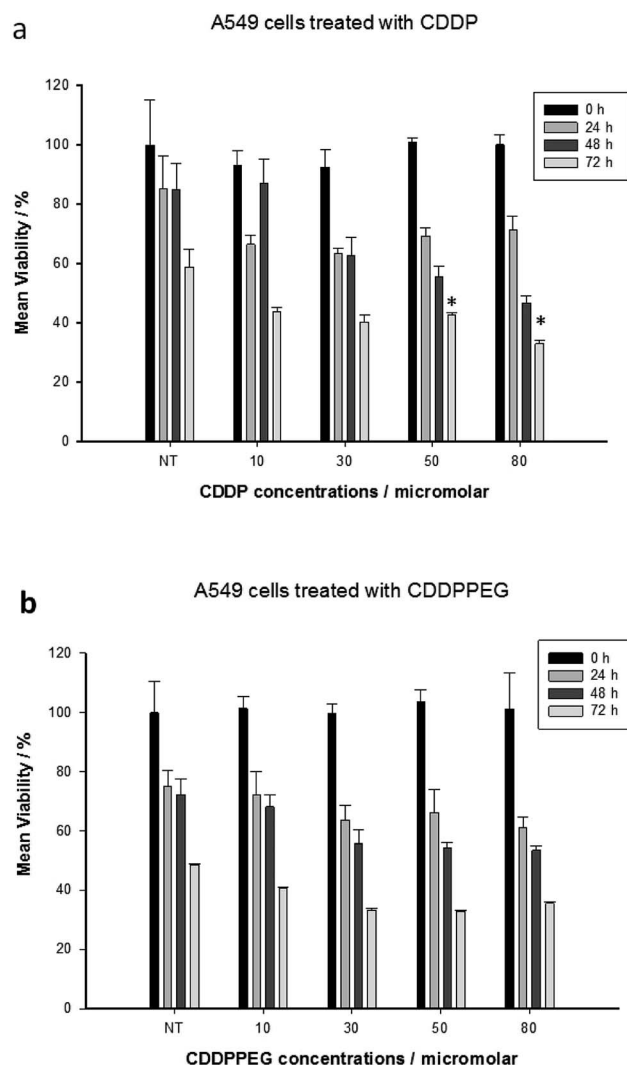 a
A549 cells treated with CDDP
120
100
80
60
40
20
0
Mean Viability / %
0 h
24 h
48 h
72 h
*
*
NT 10 30 50 80
CDDP concentrations / micromolar
b
A549 cells treated with CDDPPEG
120
100
80
60
40
20
0
Mean Viability / %
0 h
24 h
48 h
72 h
NT 10 30 50 80
CDDPPEG concentrations / micromolar